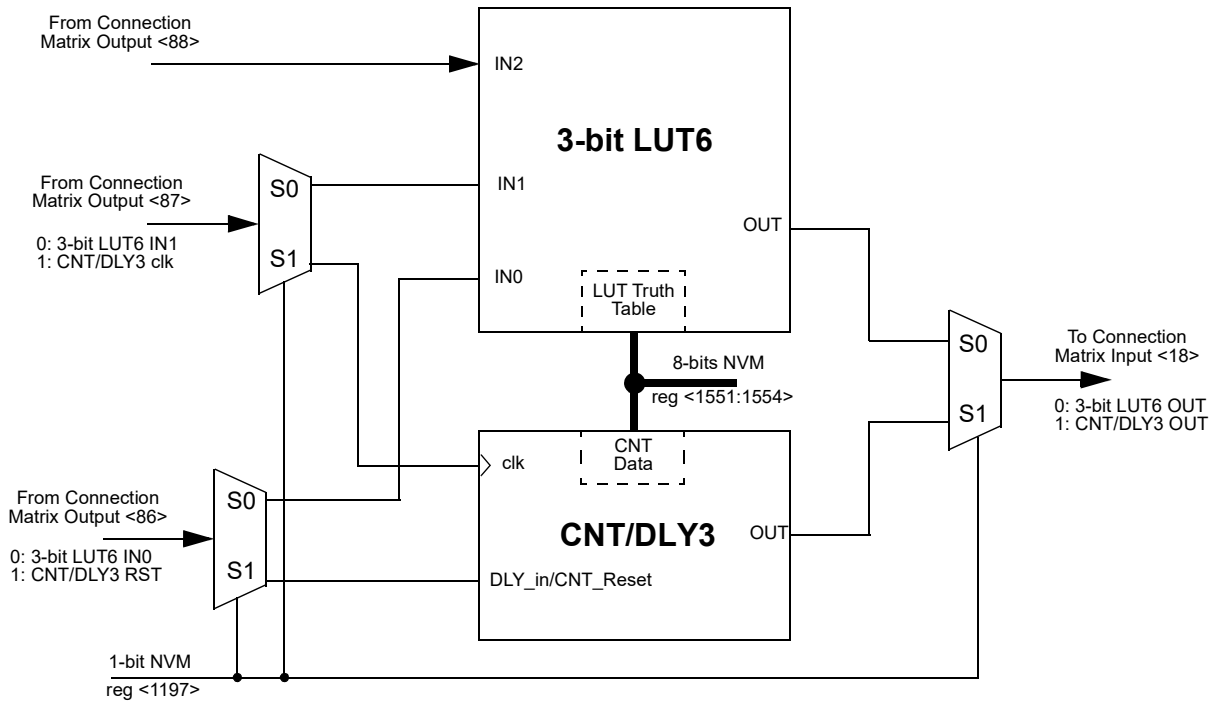 From Connection
Matrix Output <88>
IN2
3-bit LUT6
From Connection
Matrix Output <87>
0: 3-bit LUT6 IN1
1: CNT/DLY3 clk
S0
S1
IN1
IN0
OUT
LUT Truth
Table
8-bits NVM
reg <1551:1554>
S0
S1
To Connection
Matrix Input <18>
0: 3-bit LUT6 OUT
1: CNT/DLY3 OUT
CNT
Data
clk
CNT/DLY3
OUT
DLY_in/CNT_Reset
From Connection
Matrix Output <86>
0: 3-bit LUT6 IN0
1: CNT/DLY3 RST
S0
S1
1-bit NVM
reg <1197>